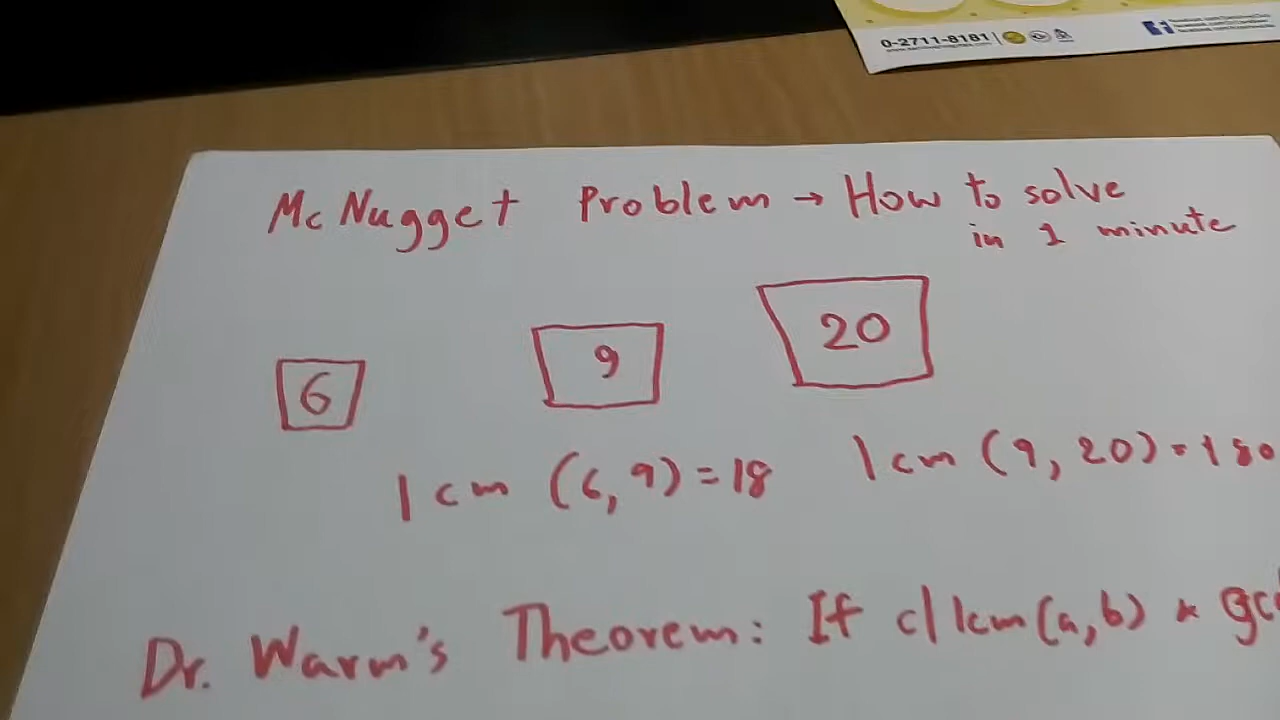 0-2711-8181
McNugget Problem → How to solve
in 1 minute
6
9
20
lcm (6,9)=18
lcm (9,20)=180
Dr. Warm's Theorem: If c|lcm(a,b) *